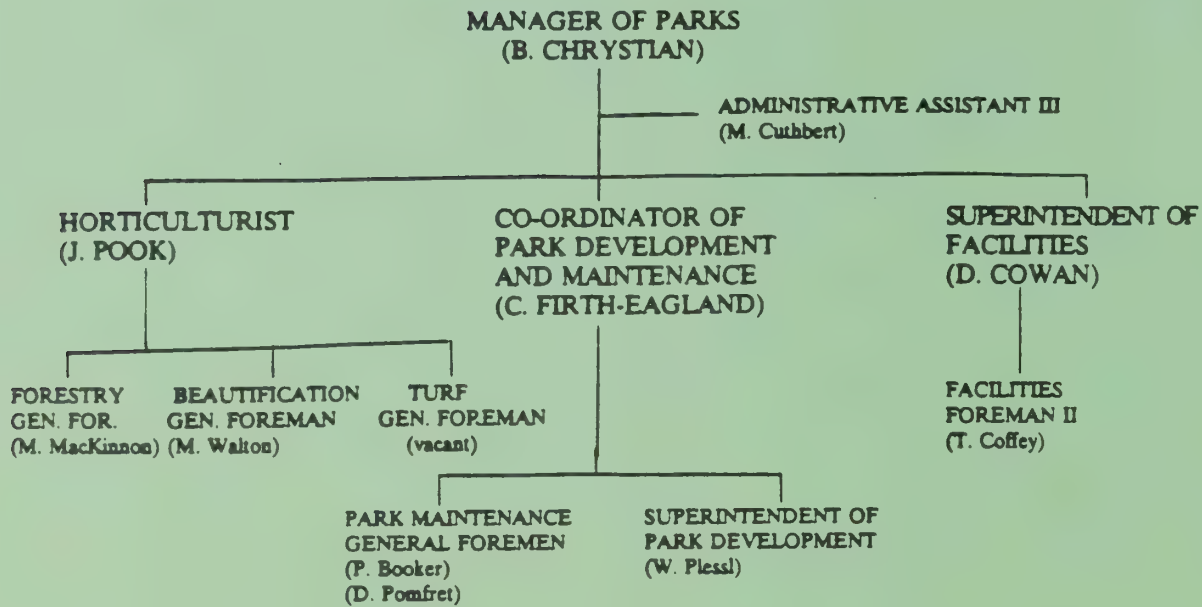 MANAGER OF PARKS
(B. CHRYSTIAN)
ADMINISTRATIVE ASSISTANT III
(M. Cuthbert)
HORTICULTURIST
(J. POOK)
CO-ORDINATOR OF
PARK DEVELOPMENT
AND MAINTENANCE
(C. FIRTH-EAGLAND)
SUPERINTENDENT OF
FACILITIES
(D. COWAN)
FORESTRY
GEN. FOR.
(M. MacKinnon)
BEAUTIFICATION
GEN. FOREMAN
(M. Walton)
TURF
GEN. FOREMAN
(vacant)
FACILITIES
FOREMAN II
(T. Coffey)
PARK MAINTENANCE
GENERAL FOREMEN
(P. Booker)
(D. Pomfret)
SUPERINTENDENT OF
PARK DEVELOPMENT
(W. Plessl)